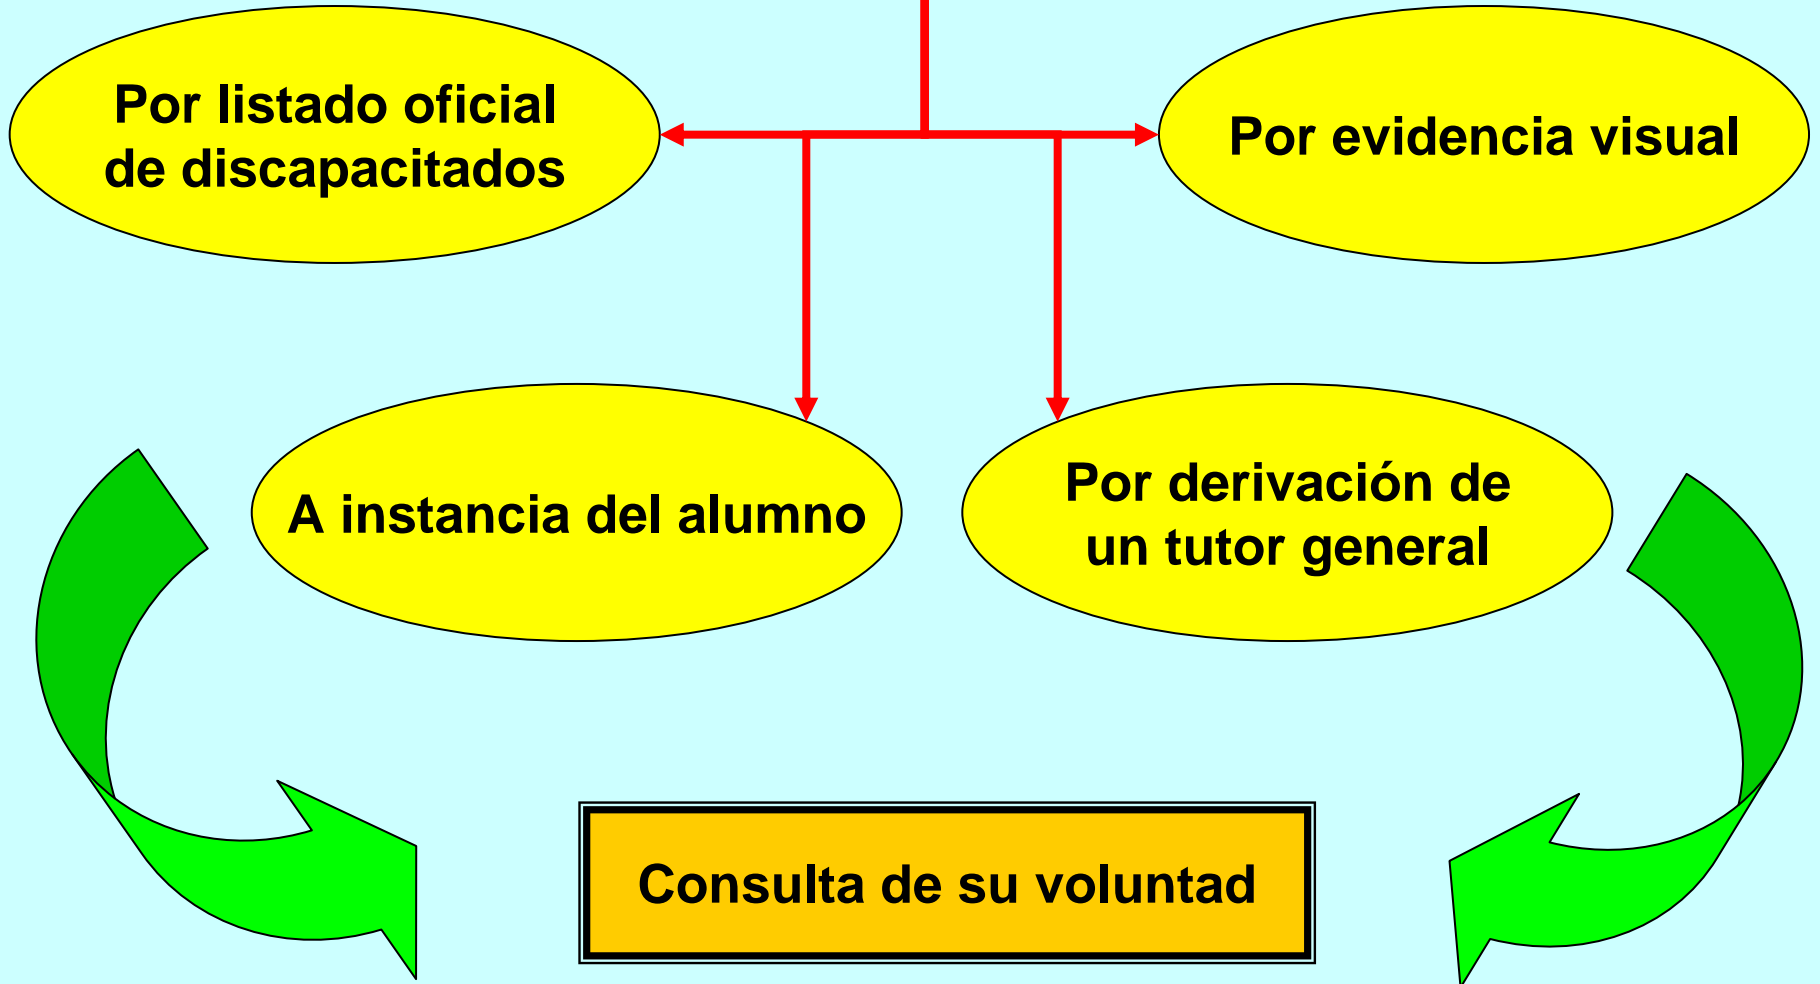 Por listado oficial
de discapacitados
Por evidencia visual
A instancia del alumno
Por derivación de
un tutor general
Consulta de su voluntad